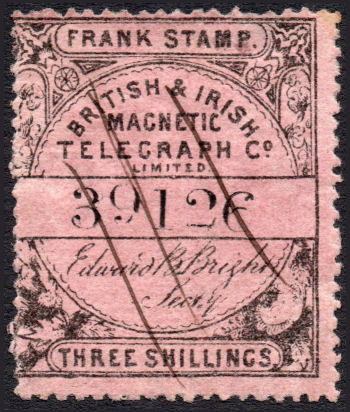 FRANK STAMP.
BRITISH & IRISH
MAGNETIC
TELEGRAPH Co.
LIMITED
39126
Edward B. Bright
Secy.
THREE SHILLINGS